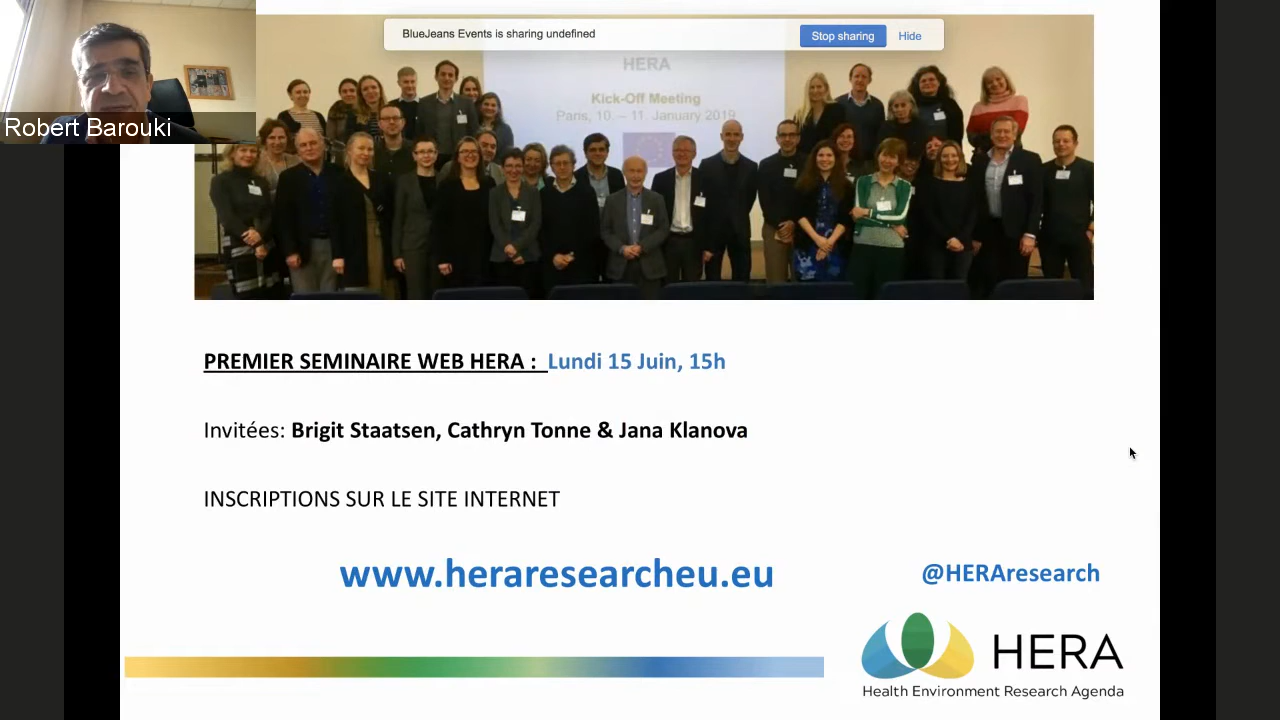 BlueJeans Events is sharing undefined
Stop sharing
Hide
Robert Barouki
HERA
Kick-Off Meeting
Paris, 10. – 11. January 2019
PREMIER SEMINAIRE WEB HERA : Lundi 15 Juin, 15h
Invitées: Brigit Staatsen, Cathryn Tonne & Jana Klanova
INSCRIPTIONS SUR LE SITE INTERNET
www.heraresearcheu.eu
@HERAresearch
HERA
Health Environment Research Agenda